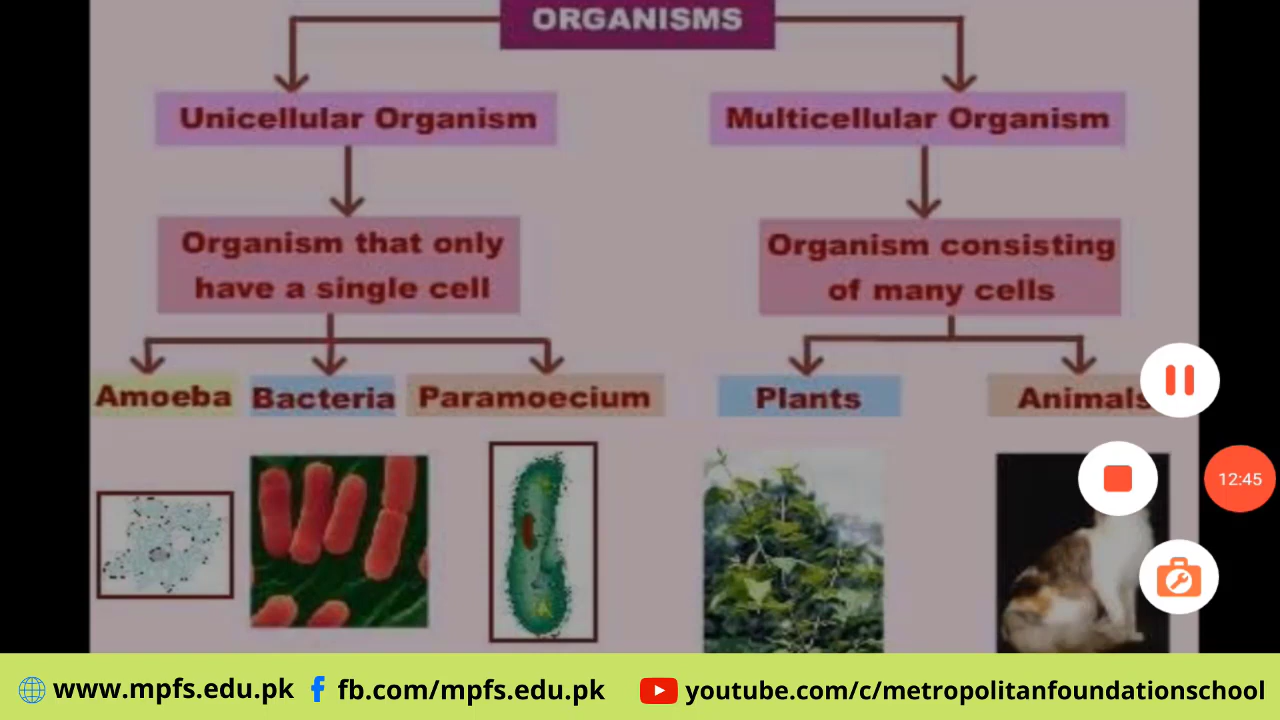 ORGANISMS
Unicellular Organism
Multicellular Organism
Organism that only
have a single cell
Organism consisting
of many cells
Amoeba
Bacteria
Paramoecium
Plants
Animals
12:45
www.mpfs.edu.pk
fb.com/mpfs.edu.pk
youtube.com/c/metropolitanfoundationschool